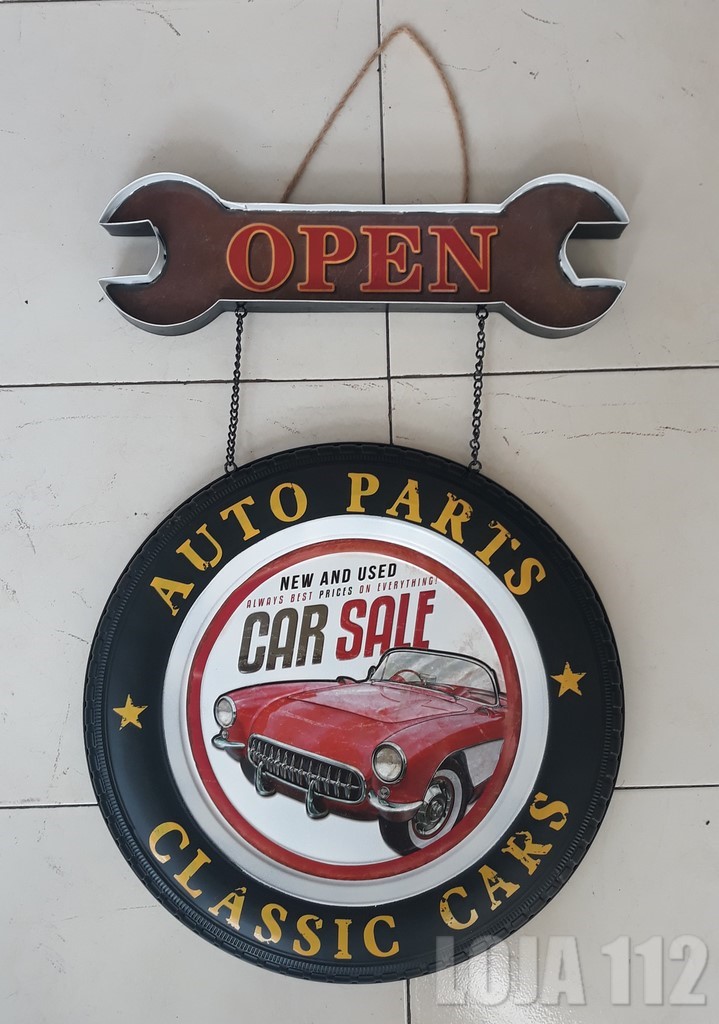 OPEN
AUTO PARTS
NEW AND USED
ALWAYS BEST PRICES ON EVERYTHING!
CAR SALE
CLASSIC CARS
LOJA 112